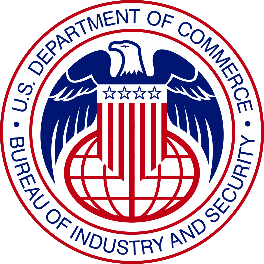 U.S. DEPARTMENT OF COMMERCE
BUREAU OF INDUSTRY AND SECURITY